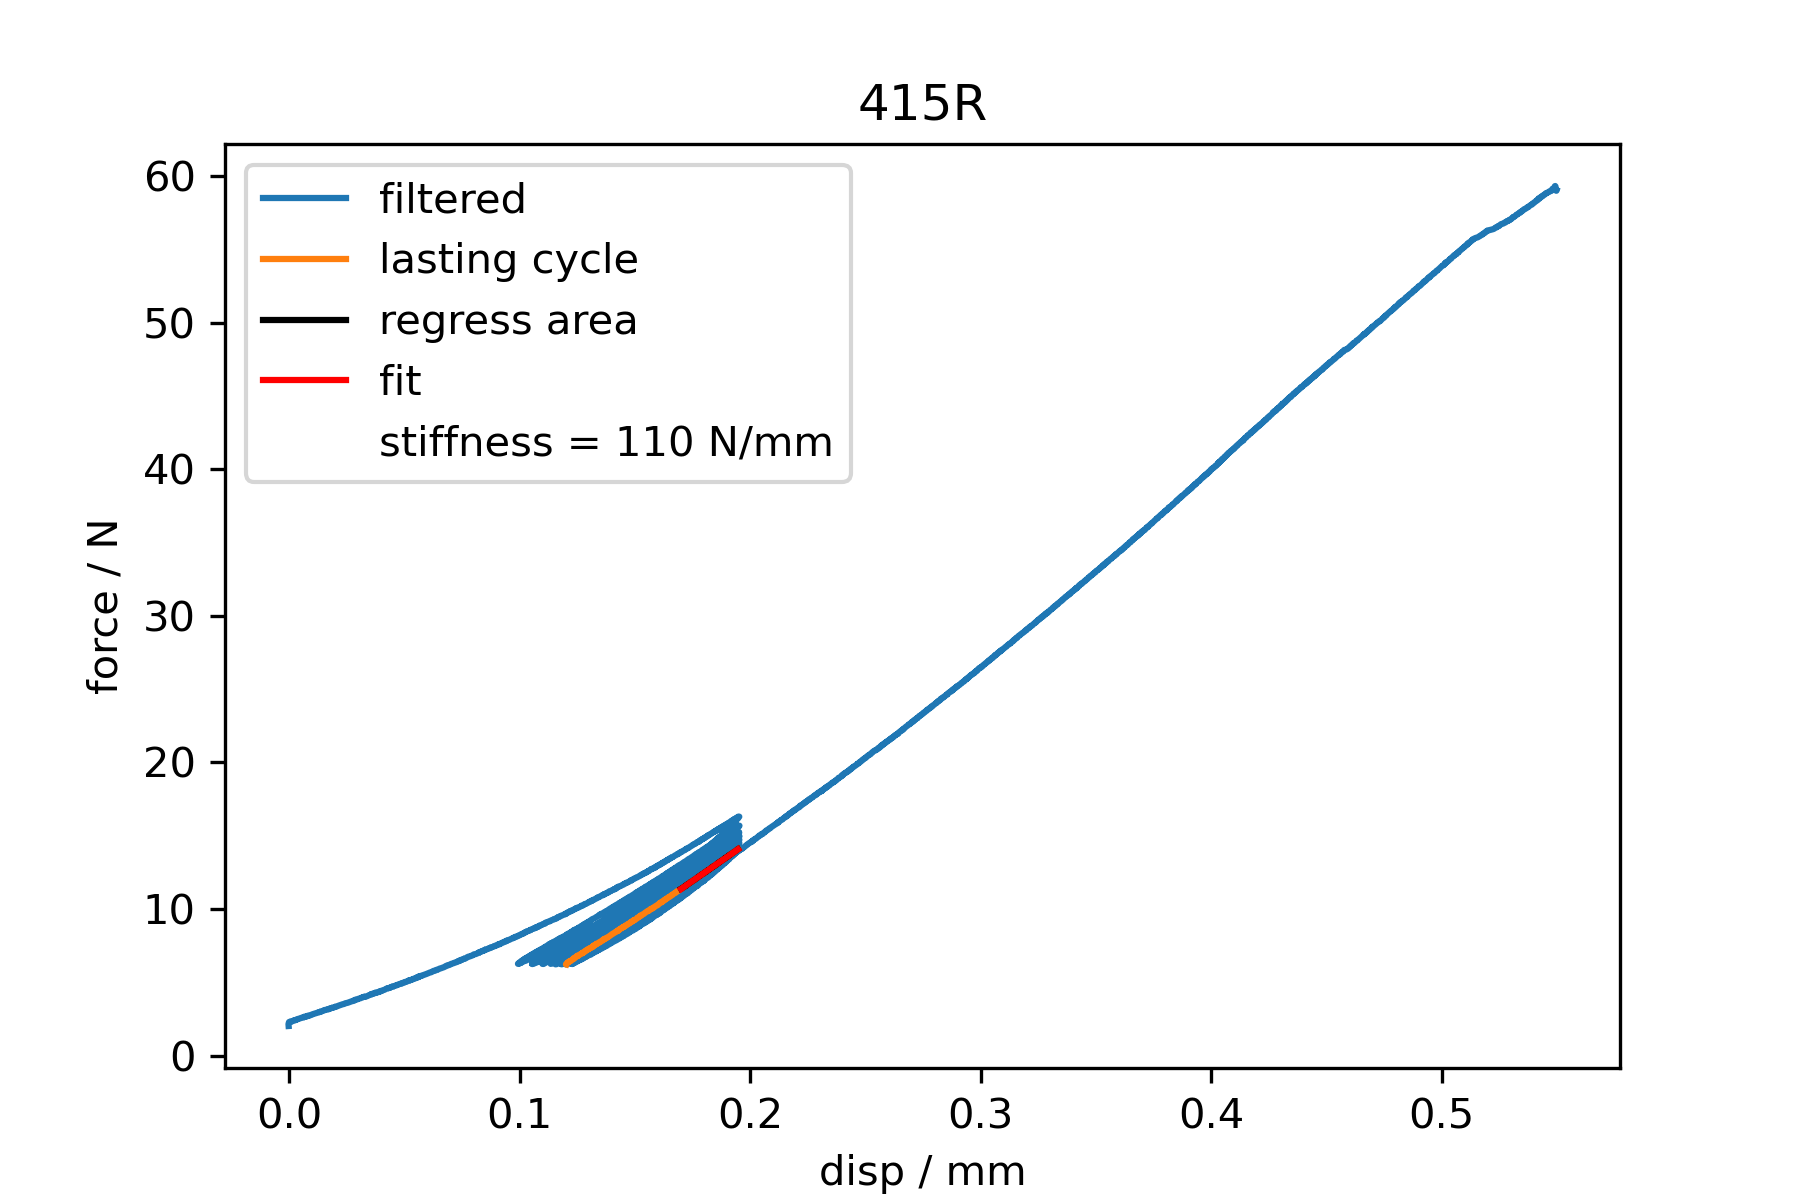 415R
filtered
lasting cycle
regress area
fit
stiffness = 110 N/mm
60
50
40
30
20
10
0
force / N
0.0 0.1 0.2 0.3 0.4 0.5
disp / mm